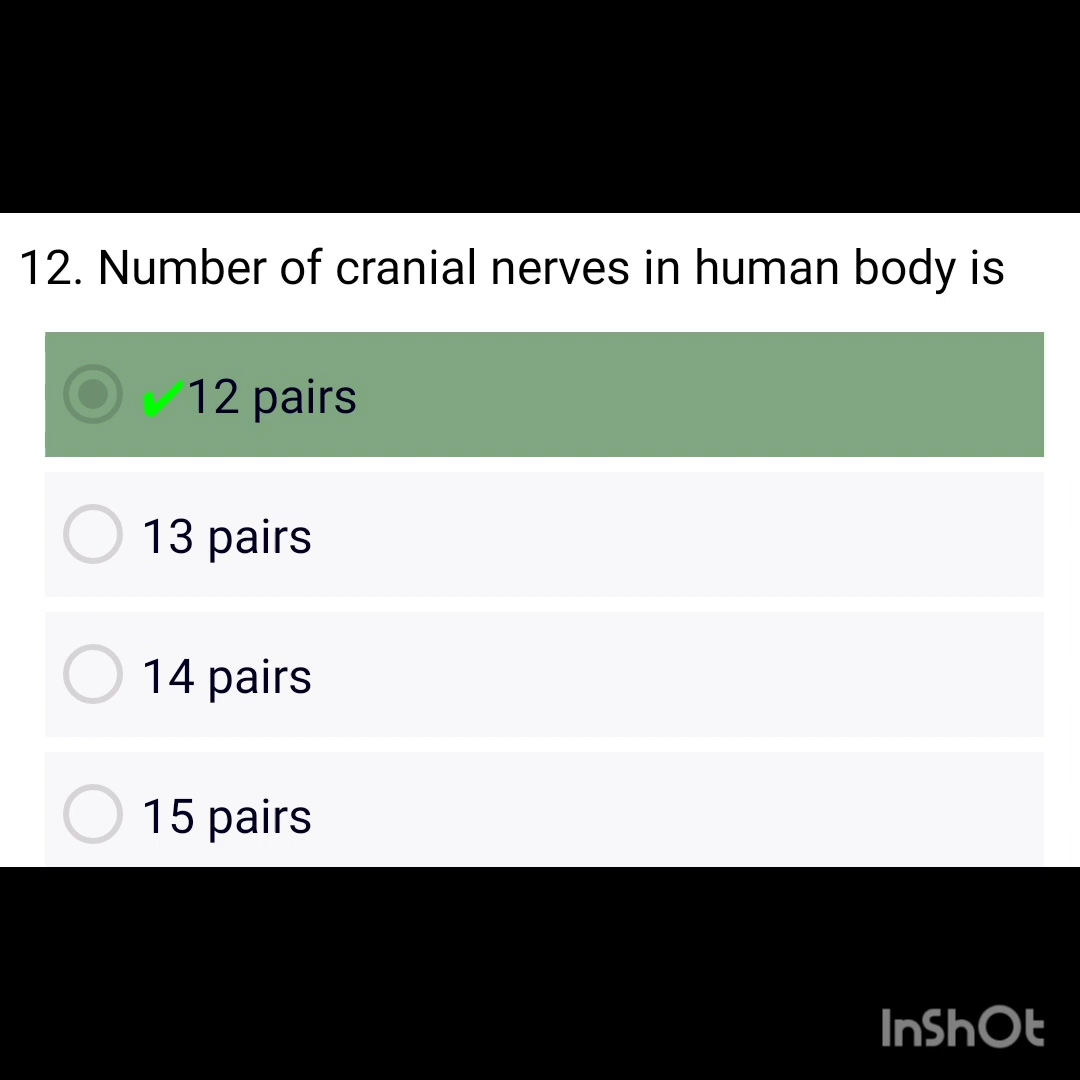 12. Number of cranial nerves in human body is
✔12 pairs
13 pairs
14 pairs
15 pairs
InShOt